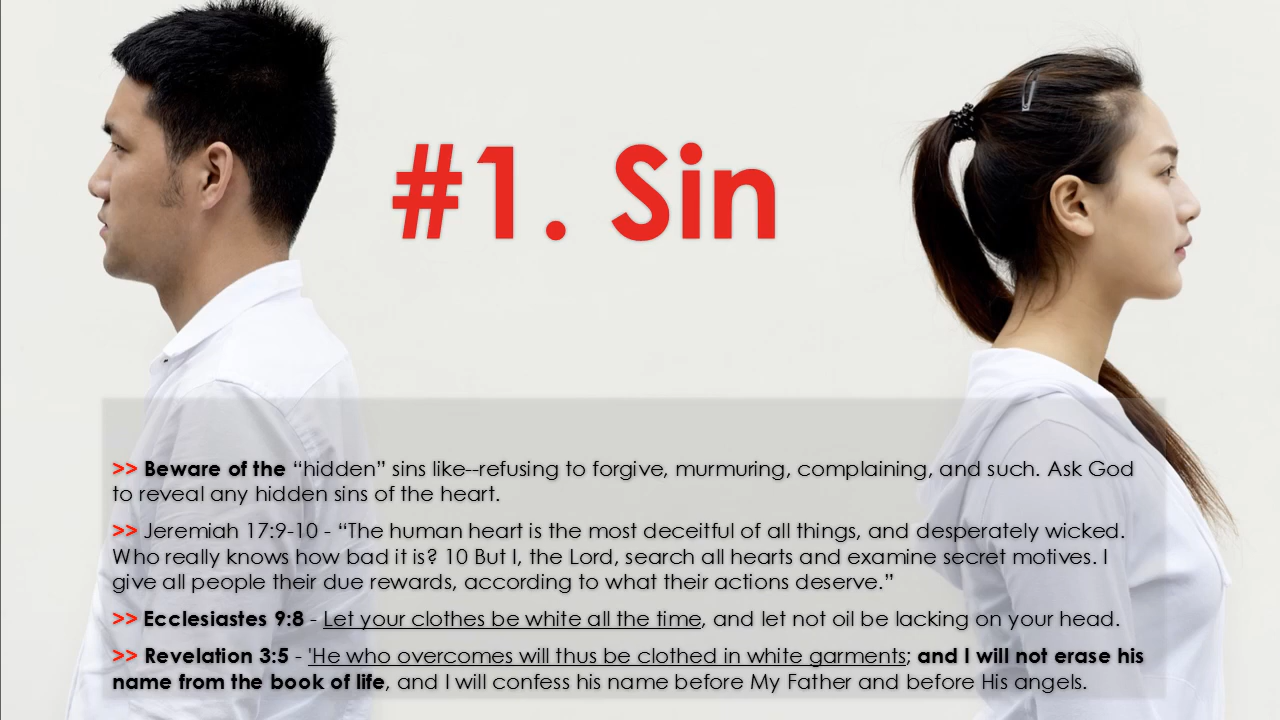 #1. Sin
>> Beware of the “hidden” sins like--refusing to forgive, murmuring, complaining, and such. Ask God
to reveal any hidden sins of the heart.
>> Jeremiah 17:9-10 - “The human heart is the most deceitful of all things, and desperately wicked.
Who really knows how bad it is? 10 But I, the Lord, search all hearts and examine secret motives. I
give all people their due rewards, according to what their actions deserve.”
>> Ecclesiastes 9:8 - Let your clothes be white all the time, and let not oil be lacking on your head.
>> Revelation 3:5 - 'He who overcomes will thus be clothed in white garments; and I will not erase his
name from the book of life, and I will confess his name before My Father and before His angels.